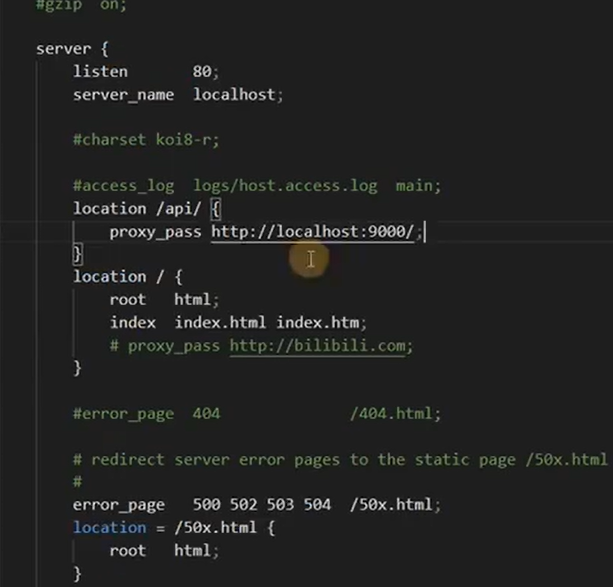 #gzip  on;
server {
listen       80;
server_name  localhost;
#charset koi8-r;
#access_log  logs/host.access.log  main;
location /api/ {
proxy_pass http://localhost:9000/;
}
location / {
root   html;
index  index.html index.htm;
# proxy_pass http://bilibili.com;
}
#error_page  404              /404.html;
# redirect server error pages to the static page /50x.html
#
error_page   500 502 503 504  /50x.html;
location = /50x.html {
root   html;
}